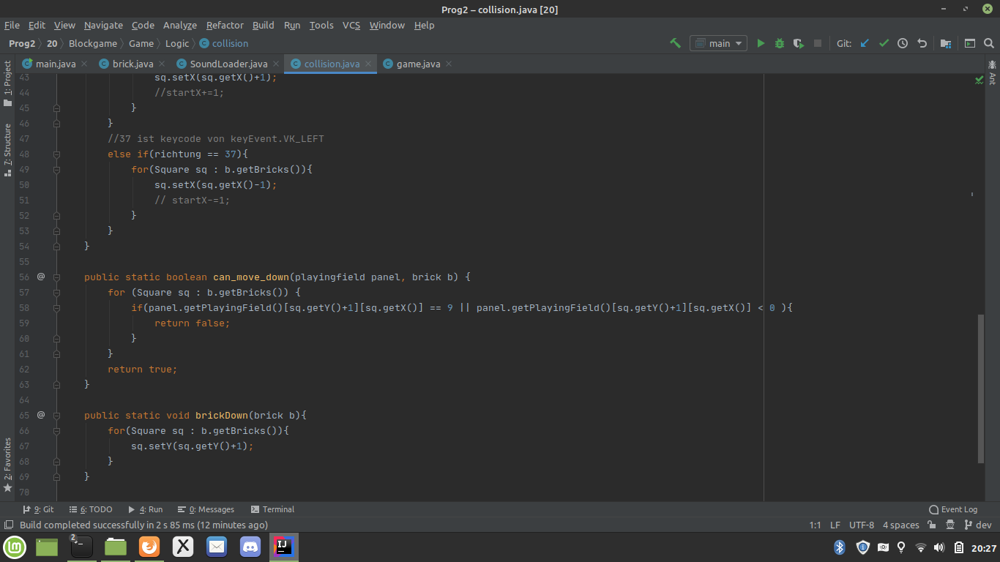 Prog2 – collision.java [20]
File Edit View Navigate Code Analyze Refactor Build Run Tools VCS Window Help
Prog2 20 Blockgame Game Logic collision main Git:
main.java brick.java SoundLoader.java collision.java game.java
1: Project
7: Structure
2: Favorites
Ant
43 sq.setX(sq.getX()+1);
44 //startX+=1;
45 }
46 }
47 //37 ist keycode von keyEvent.VK_LEFT
48 else if(richtung == 37){
49 for(Square sq : b.getBricks()){
50 sq.setX(sq.getX()-1);
51 // startX-=1;
52 }
53 }
54 }
55
56 @ public static boolean can_move_down(playingfield panel, brick b) {
57 for (Square sq : b.getBricks()) {
58 if(panel.getPlayingField()[sq.getY()+1][sq.getX()] == 9 || panel.getPlayingField()[sq.getY()+1][sq.getX()] < 0 ){
59 return false;
60 }
61 }
62 return true;
63 }
64
65 @ public static void brickDown(brick b){
66 for(Square sq : b.getBricks()){
67 sq.setY(sq.getY()+1);
68 }
69 }
70
9: Git 6: TODO 4: Run 0: Messages Terminal Event Log
Build completed successfully in 2 s 85 ms (12 minutes ago) 1:1 LF UTF-8 4 spaces dev
2 IJ 20:27